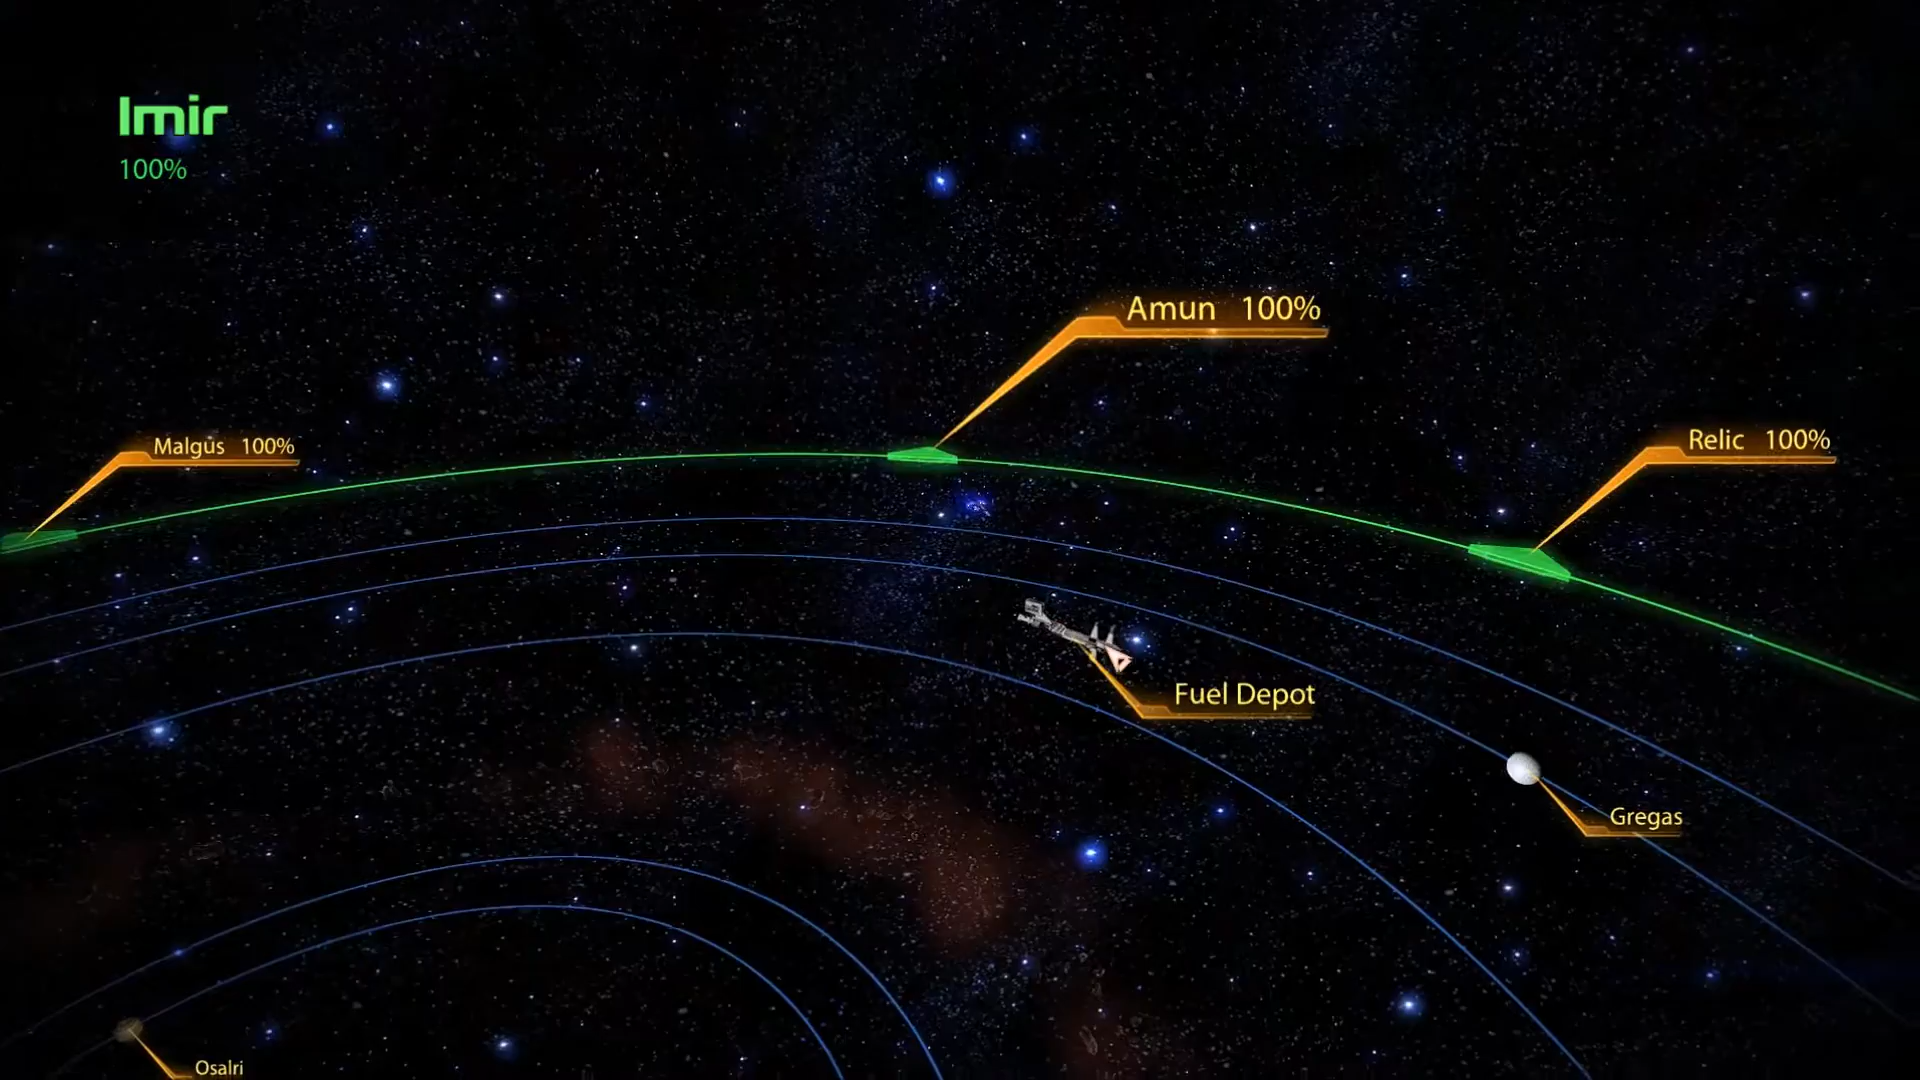 Imir
100%
Amun 100%
Malgus 100%
Relic 100%
Fuel Depot
Gregas
Osalri